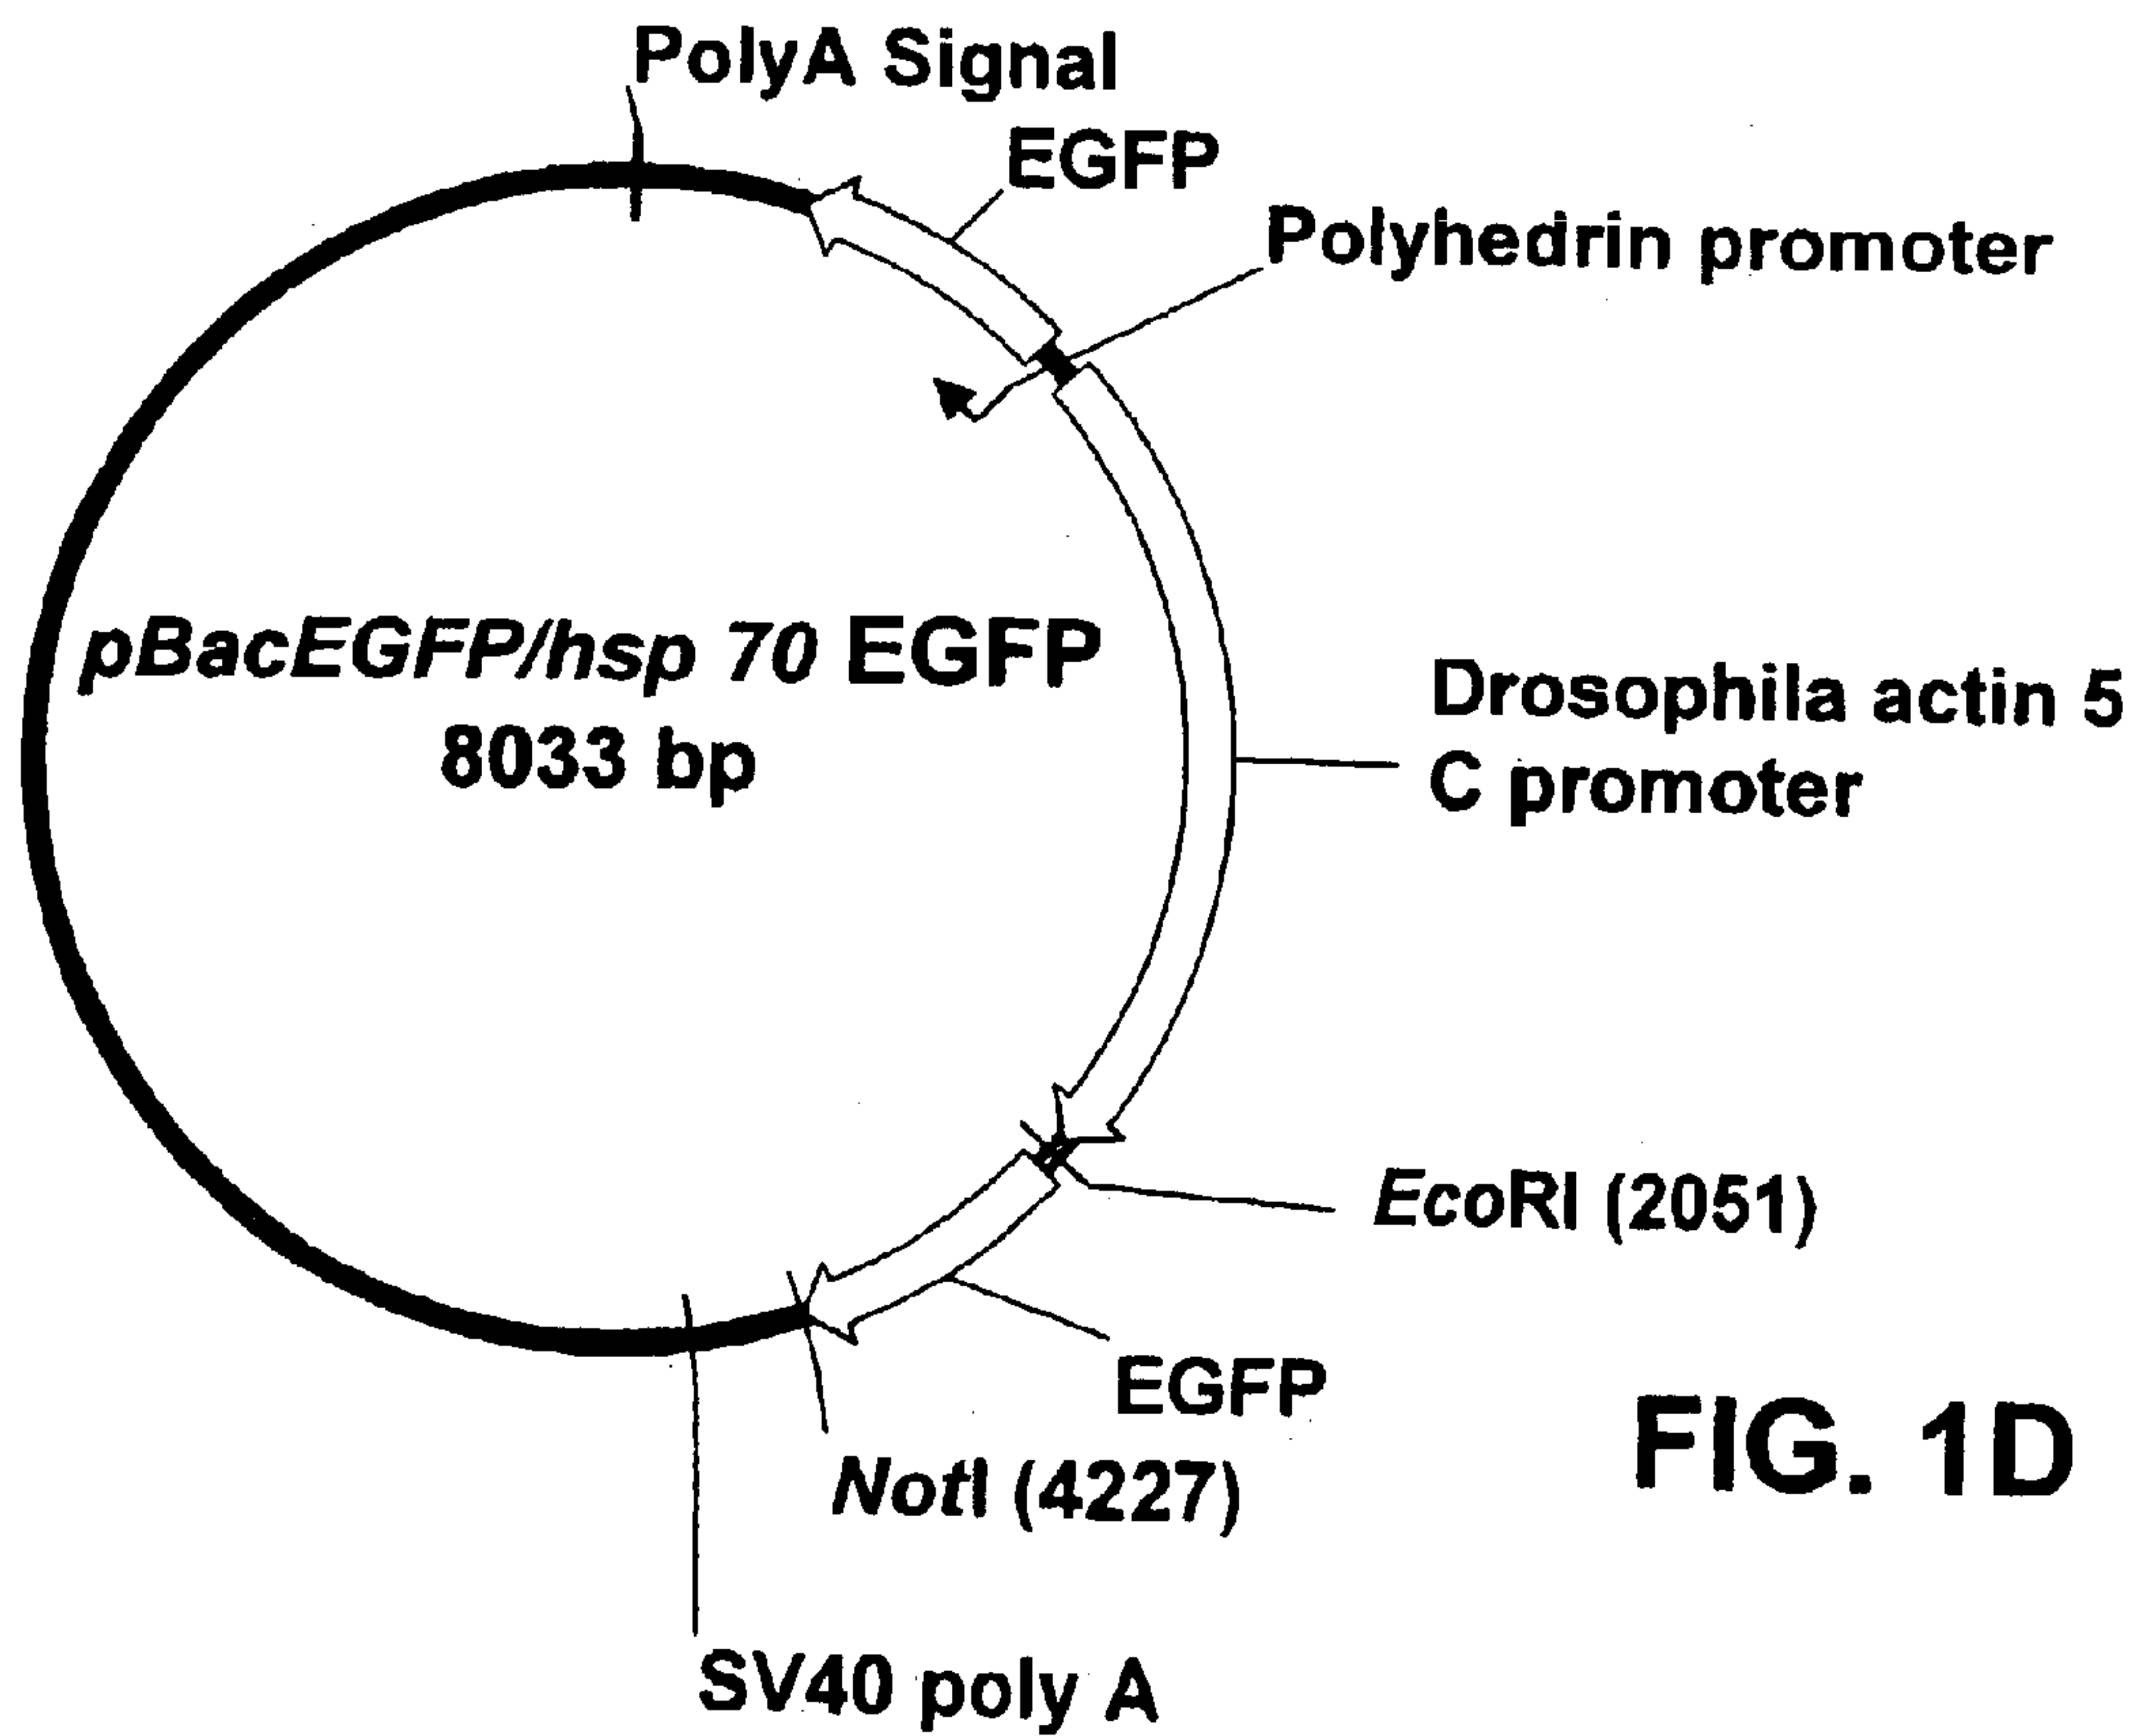 PolyA Signal
EGFP
Polyhedrin promoter
pBacEGFP/hsp 70 EGFP
8033 bp
Drosophila actin 5
C promoter
EcoRI (2051)
EGFP
NotI (4227)
FIG. 1D
SV40 poly A